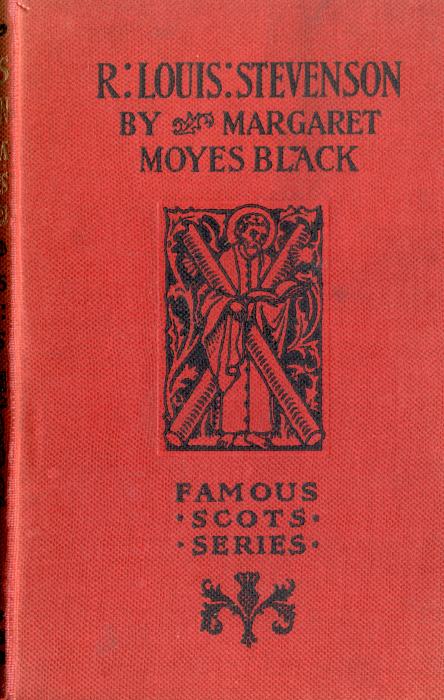 R: LOUIS: STEVENSON
BY MARGARET
MOYES BLACK
FAMOUS
·SCOTS·
·SERIES·